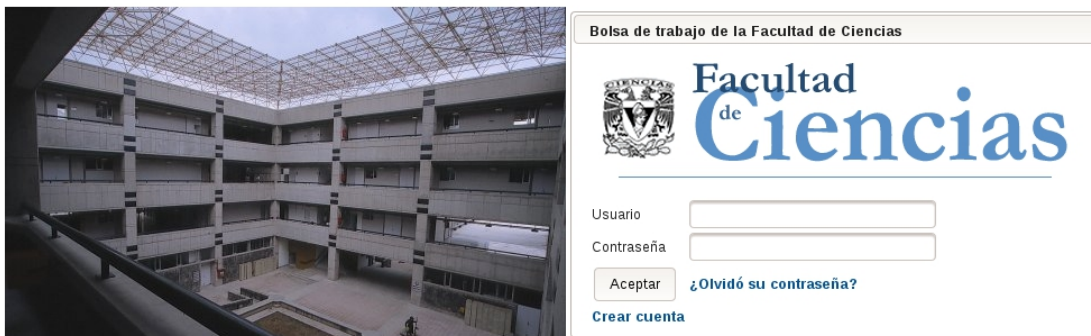 Bolsa de trabajo de la Facultad de Ciencias
CIENCIAS
Facultad
de
Ciencias
Usuario
Contraseña
Aceptar ¿Olvidó su contraseña?
Crear cuenta